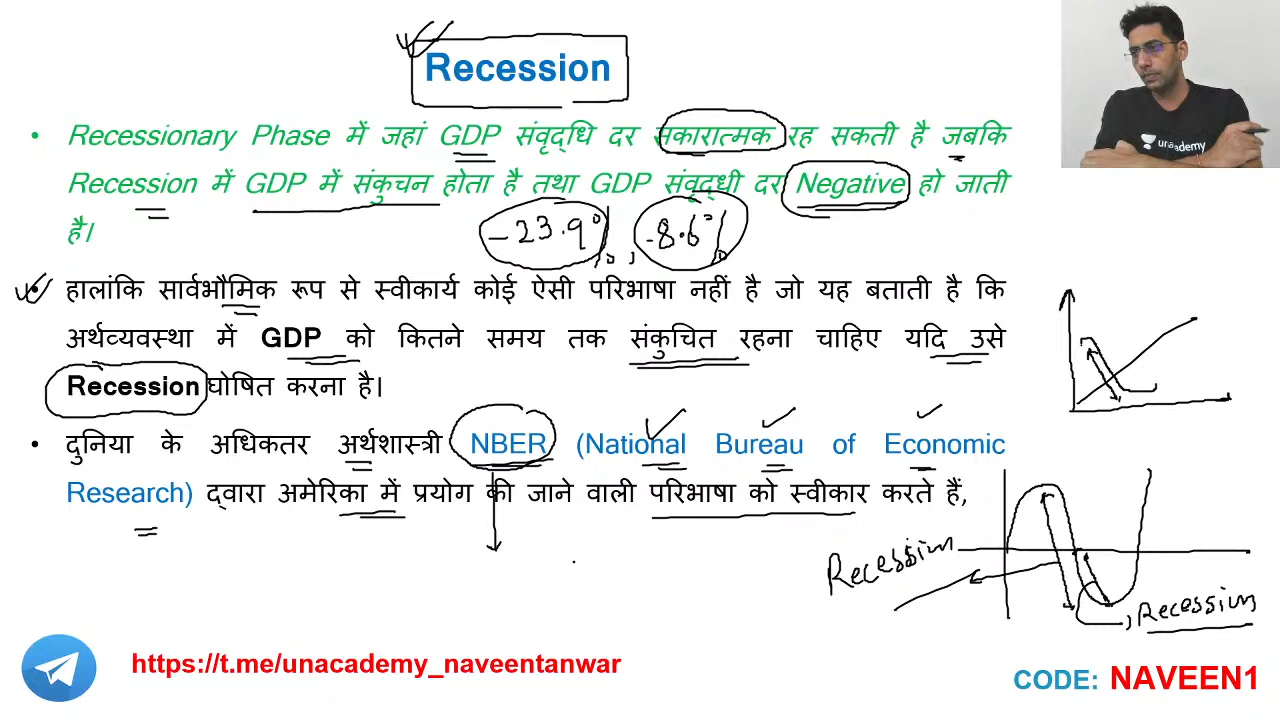 Recession
unacademy
• Recessionary Phase में जहां GDP संवृद्धि दर सकारात्मक रह सकती है जबकि
Recession में GDP में संकुचन होता है तथा GDP संवृद्धी दर Negative हो जाती
है।
-23.9%, -8.6%
• हालांकि सार्वभौमिक रूप से स्वीकार्य कोई ऐसी परिभाषा नहीं है जो यह बताती है कि
अर्थव्यवस्था में GDP को कितने समय तक संकुचित रहना चाहिए यदि उसे
Recession घोषित करना है।
• दुनिया के अधिकतर अर्थशास्त्री NBER (National Bureau of Economic
Research) द्वारा अमेरिका में प्रयोग की जाने वाली परिभाषा को स्वीकार करते हैं,
Recession
Recession
https://t.me/unacademy_naveentanwar
CODE: NAVEEN1